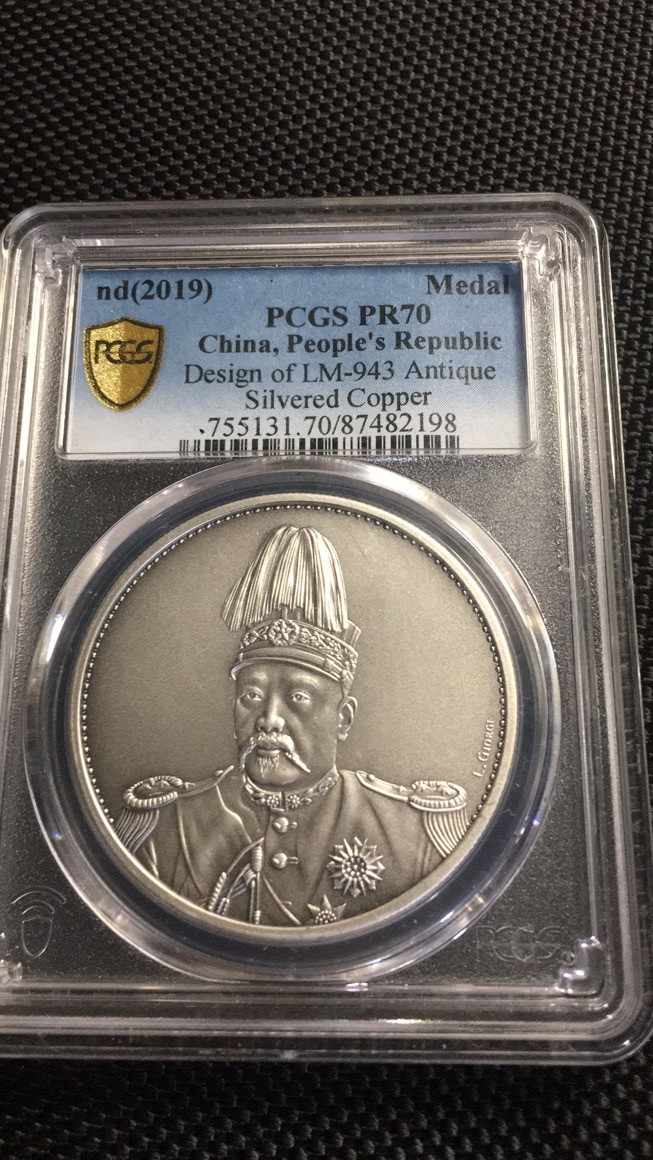 nd(2019) Medal
PCGS PR70
China, People's Republic
PCGS
Design of LM-943 Antique
Silvered Copper
.755131.70/87482198
L. GIORGI
PCGS